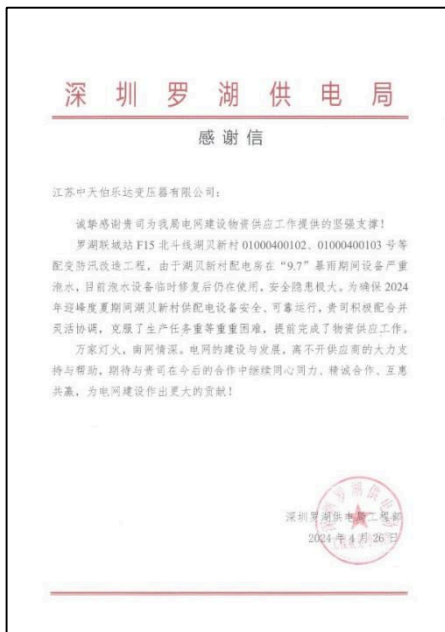 深圳罗湖供电局
感谢信
江苏中天伯乐达变压器有限公司：
诚挚感谢贵司为我局电网建设物资供应工作提供的坚强支撑！
罗湖联城站 F15 北斗线湖贝新村 01000400102、01000400103 号等
配变防汛改造工程，由于湖贝新村配电房在“9.7”暴雨期间设备严重
泡水，目前泡水设备临时修复后仍在使用，安全隐患极大。为确保 2024
年迎峰度夏期间湖贝新村供配电设备安全、可靠运行，贵司积极配合并
灵活协调，克服了生产任务重等重重困难，提前完成了物资供应工作。
万家灯火，南网情深。电网的建设与发展，离不开供应商的大力支
持与帮助，期待与贵司在今后的合作中继续同心同力、精诚合作、互惠
共赢，为电网建设作出更大的贡献！
深圳罗湖供电局工程部
2024 年 4 月 26 日